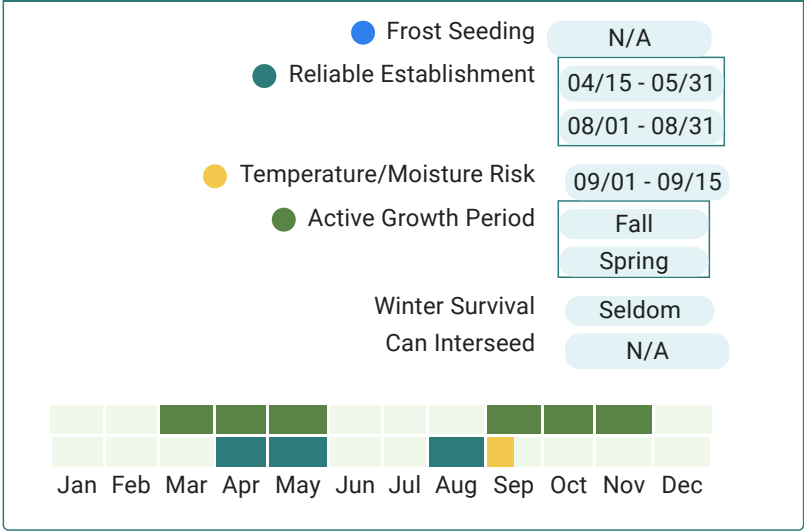 Frost Seeding N/A
Reliable Establishment 04/15 - 05/31
08/01 - 08/31
Temperature/Moisture Risk 09/01 - 09/15
Active Growth Period Fall
Spring
Winter Survival Seldom
Can Interseed N/A
Jan Feb Mar Apr May Jun Jul Aug Sep Oct Nov Dec